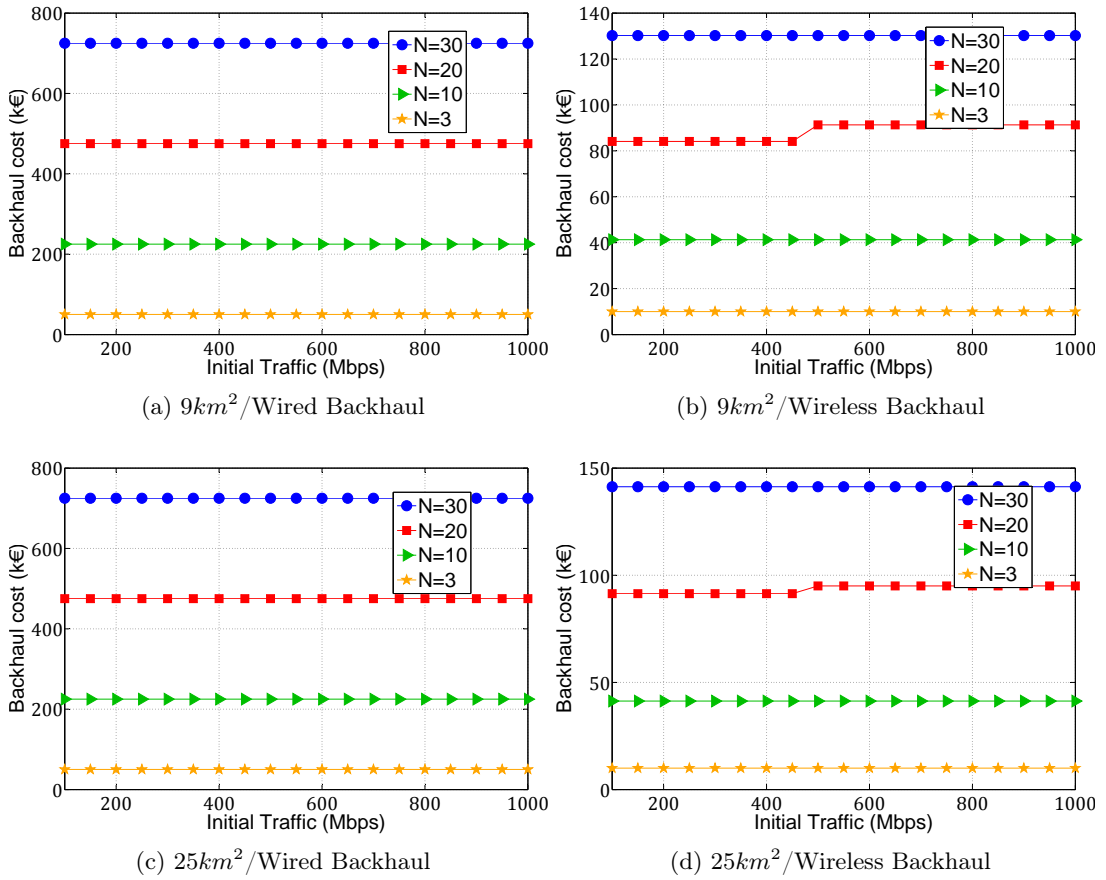 800
600
400
200
0
Backhaul cost (k€)
N=30
N=20
N=10
N=3
200 400 600 800 1000
Initial Traffic (Mbps)
(a) 9km²/Wired Backhaul
140
120
100
80
60
40
20
0
Backhaul cost (k€)
N=30
N=20
N=10
N=3
200 400 600 800 1000
Initial Traffic (Mbps)
(b) 9km²/Wireless Backhaul
800
600
400
200
0
Backhaul cost (k€)
N=30
N=20
N=10
N=3
200 400 600 800 1000
Initial Traffic (Mbps)
(c) 25km²/Wired Backhaul
150
100
50
0
Backhaul cost (k€)
N=30
N=20
N=10
N=3
200 400 600 800 1000
Initial Traffic (Mbps)
(d) 25km²/Wireless Backhaul